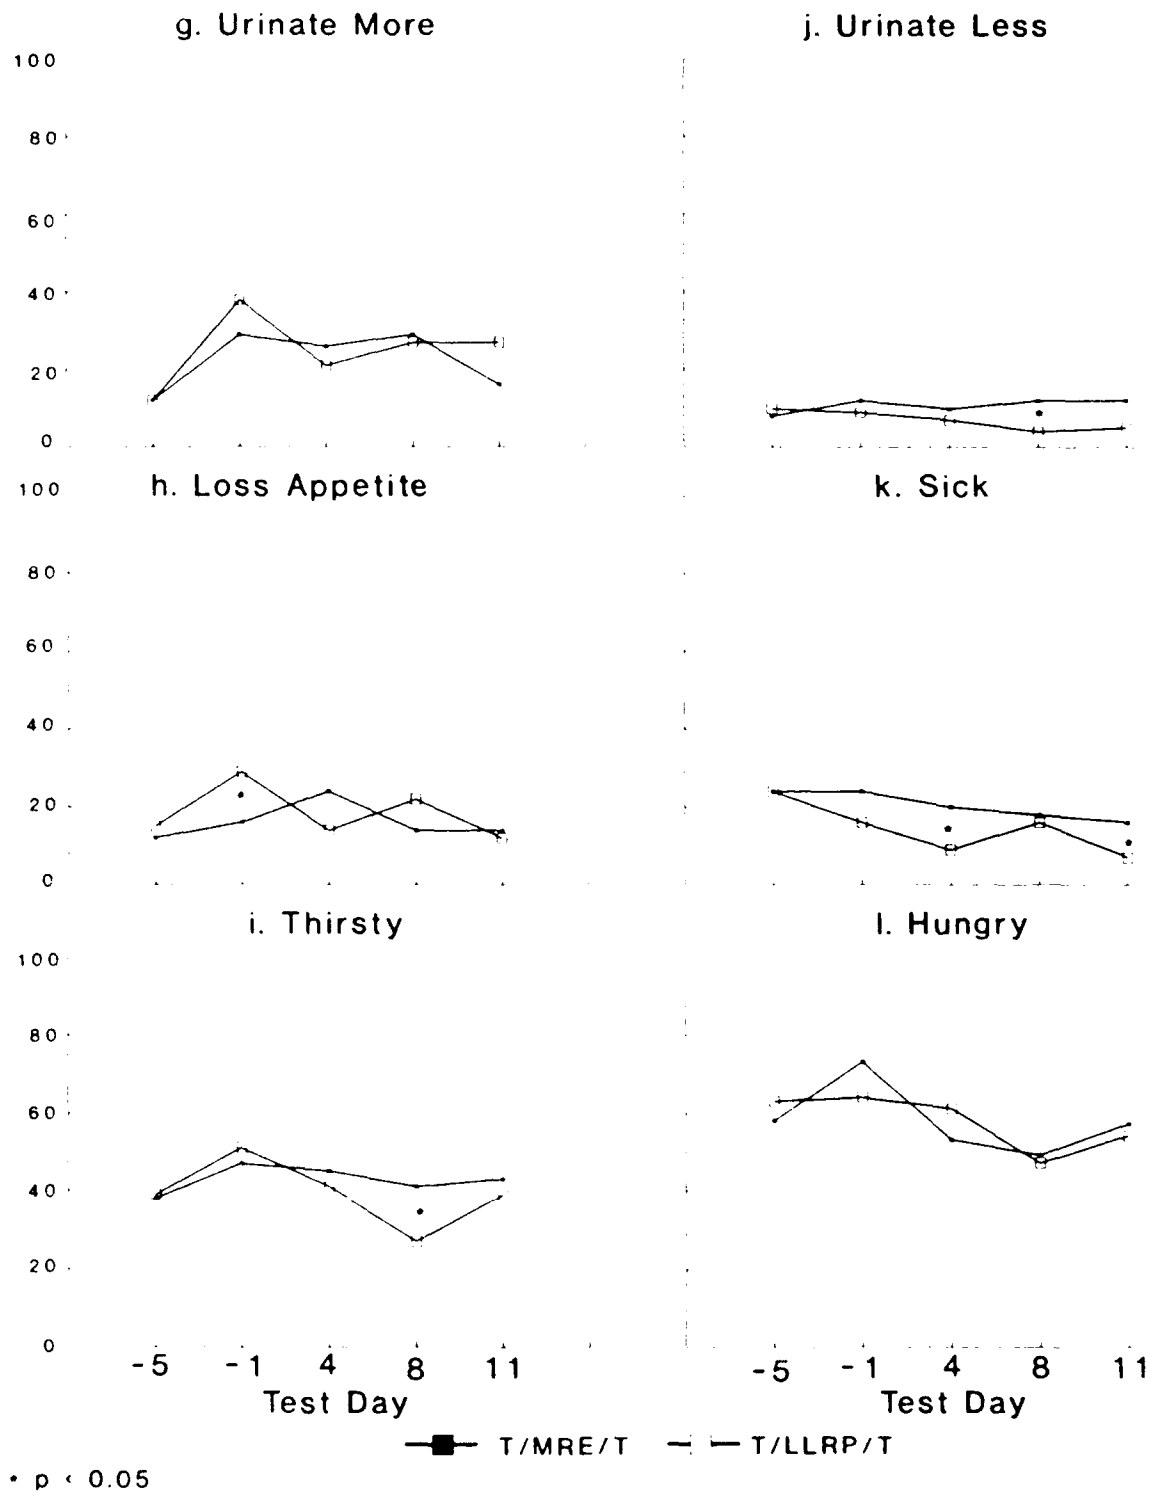 g. Urinate More
j. Urinate Less
100
80
60
40
20
0
h. Loss Appetite
k. Sick
100
80
60
40
20
0
i. Thirsty
l. Hungry
100
80
60
40
20
0
-5 -1 4 8 11
-5 -1 4 8 11
Test Day
Test Day
T/MRE/T T/LLRP/T
* p < 0.05